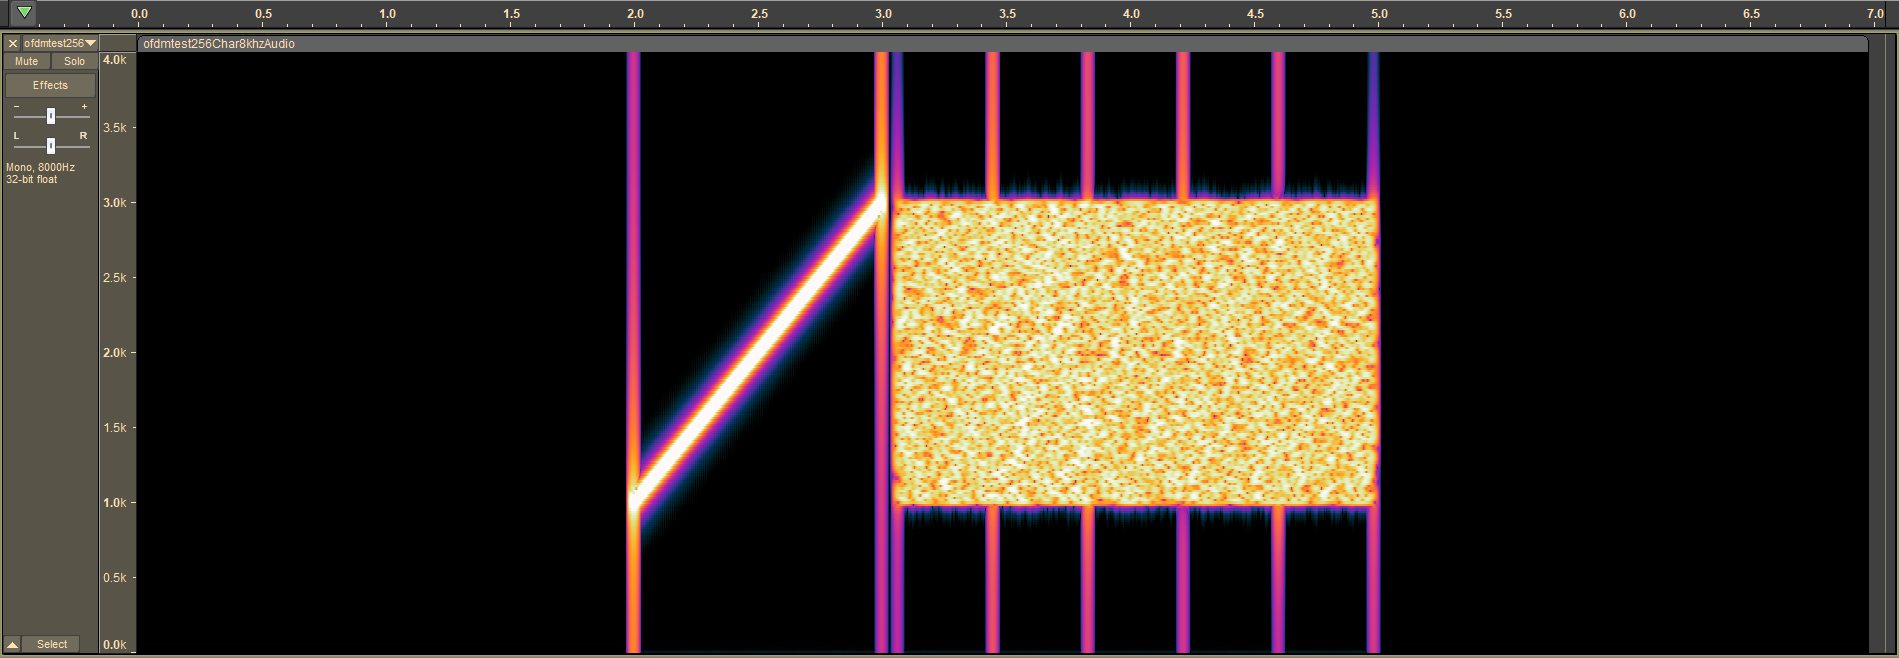 0.0 0.5 1.0 1.5 2.0 2.5 3.0 3.5 4.0 4.5 5.0 5.5 6.0 6.5 7.0
ofdmtest256 ofdmtest256Char8khzAudio
Mute Solo
Effects
- +
L R
Mono, 8000Hz
32-bit float
Select
4.0k
3.5k
3.0k
2.5k
2.0k
1.5k
1.0k
0.5k
0.0k